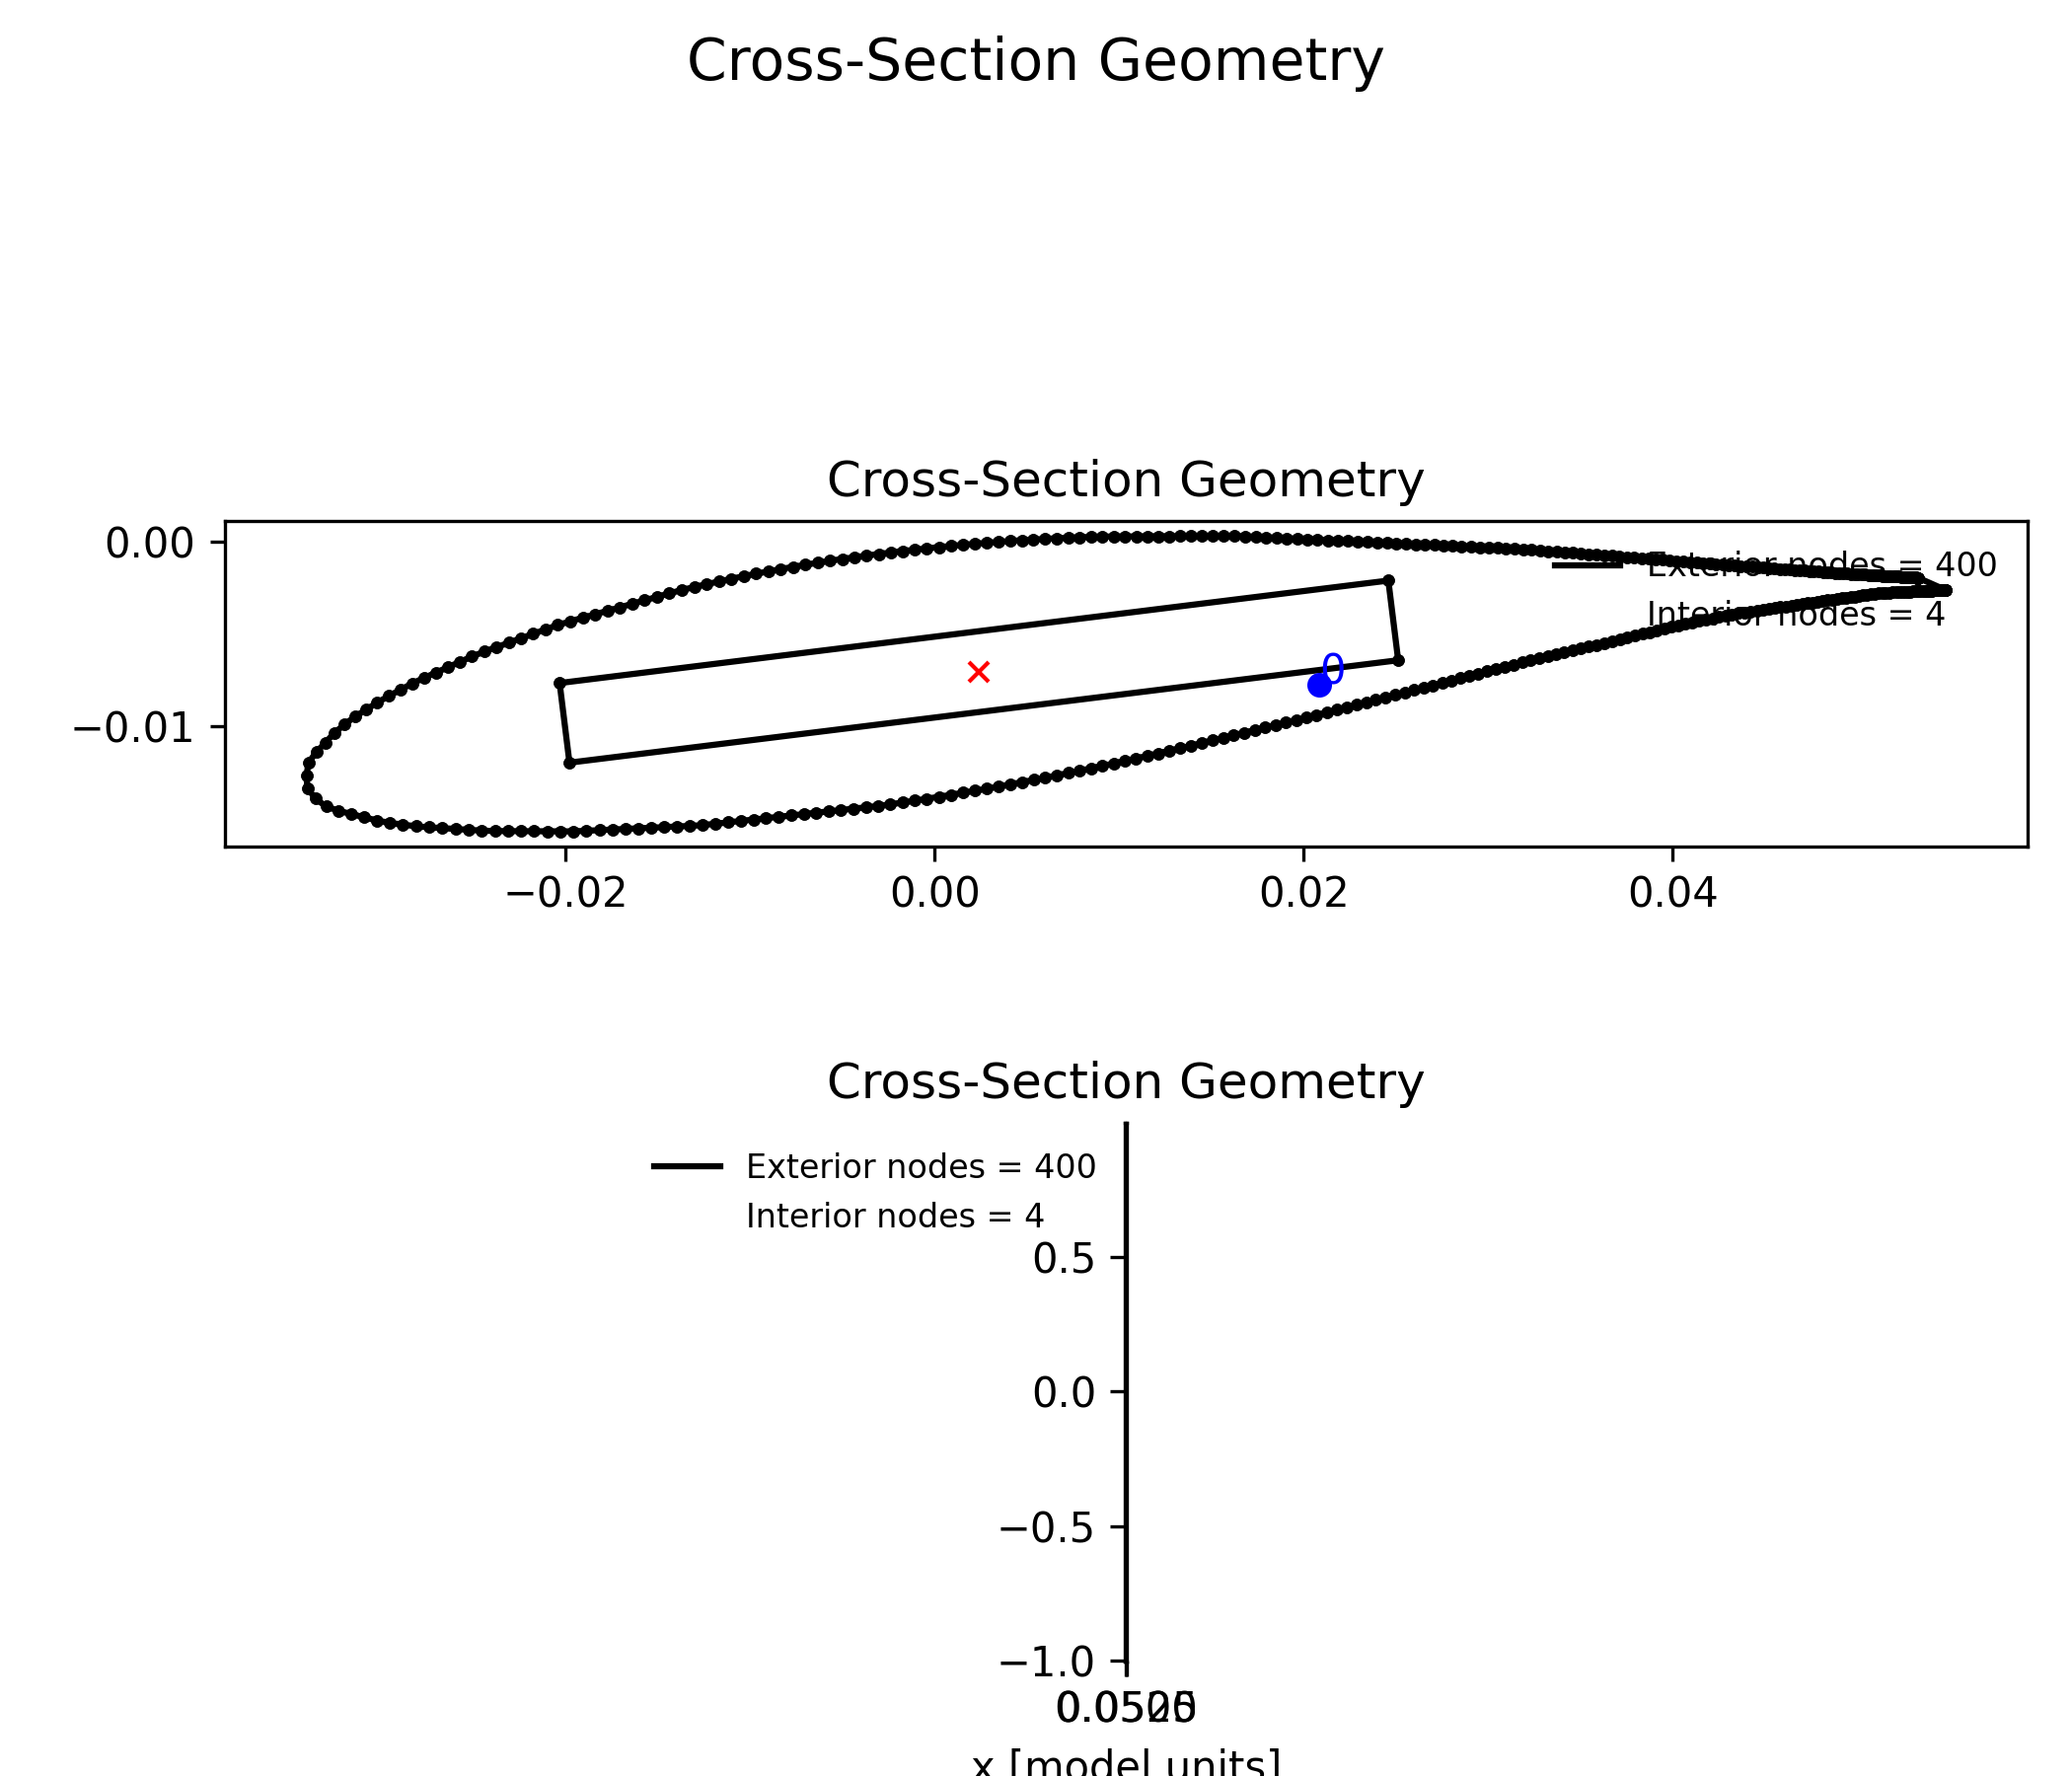 Cross-Section Geometry
Cross-Section Geometry
0.00
−0.01
Exterior nodes = 400
Interior nodes = 4
0
−0.02 0.00 0.02 0.04
Cross-Section Geometry
Exterior nodes = 400
Interior nodes = 4
0.5
0.0
−0.5
−1.0
x [model units]